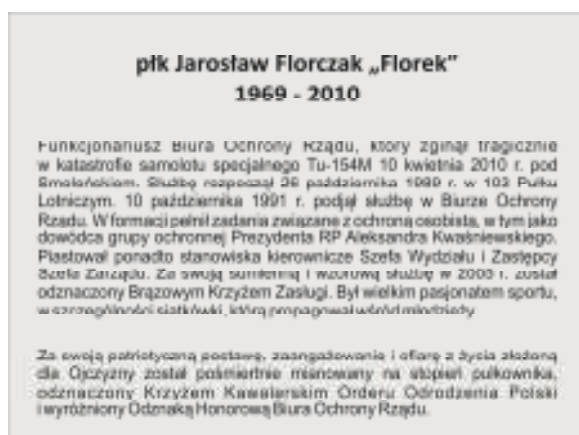 płk Jarosław Florczak „Florek”
1969 - 2010
Funkcjonariusz Biura Ochrony Rządu, który zginął tragicznie
w katastrofie samolotu specjalnego Tu-154M 10 kwietnia 2010 r. pod
Smoleńskiem. Służbę rozpoczął 26 października 1989 r. w 103 Pułku
Lotniczym. 10 października 1991 r. podjął służbę w Biurze Ochrony
Rządu. W formacji pełnił zadania związane z ochroną osobistą, w tym jako
dowódca grupy ochronnej Prezydenta RP Aleksandra Kwaśniewskiego.
Piastował ponadto stanowiska kierownicze Szefa Wydziału i Zastępcy
Szefa Zarządu. Za swoją sumienną i wzorową służbę w r. został
odznaczony Brązowym Krzyżem Zasługi. Był wielkim pasjonatem sportu,
w szczególności siatkówki, którą propagował wśród młodzieży.
Za swoją patriotyczną postawę, zaangażowanie i ofiarę z życia złożoną
dla Ojczyzny został pośmiertnie mianowany na stopień pułkownika,
odznaczony Krzyżem Kawalerskim Orderu Odrodzenia Polski
i wyróżniony Odznaką Honorową Biura Ochrony Rządu.